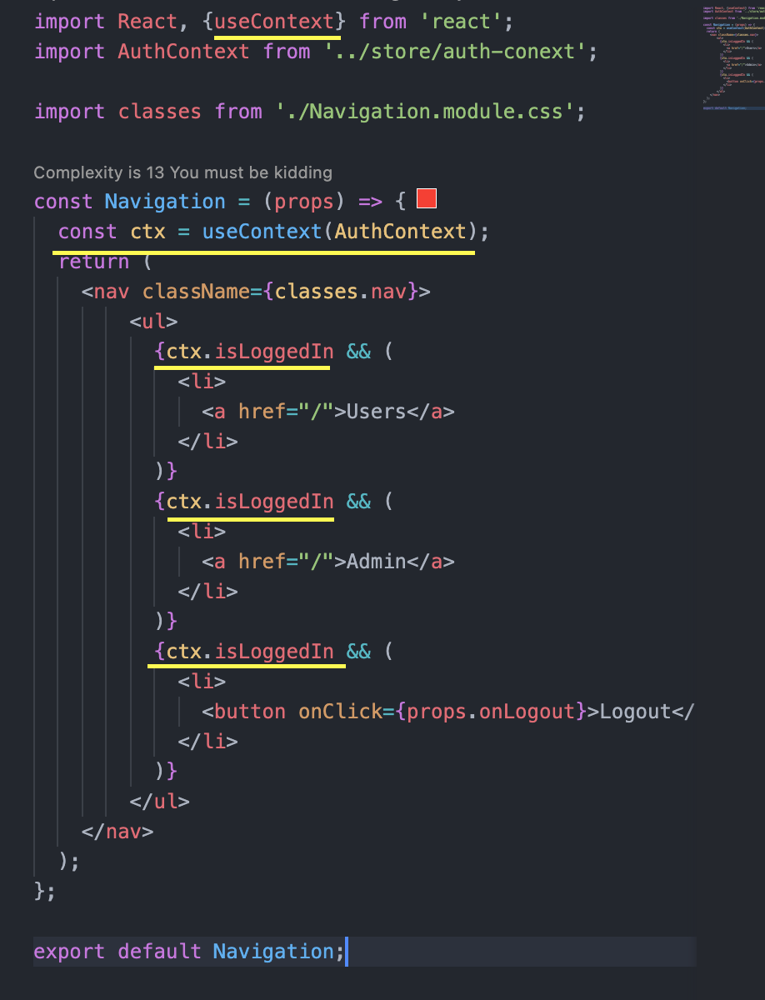 import React, {useContext} from 'react';
import AuthContext from '../store/auth-conext';
import classes from './Navigation.module.css';
Complexity is 13 You must be kidding
const Navigation = (props) => {
const ctx = useContext(AuthContext);
return (
<nav className={classes.nav}>
<ul>
{ctx.isLoggedIn && (
<li>
<a href="/">Users</a>
</li>
)}
{ctx.isLoggedIn && (
<li>
<a href="/">Admin</a>
</li>
)}
{ctx.isLoggedIn && (
<li>
<button onClick={props.onLogout}>Logout</
</li>
)}
</ul>
</nav>
);
};
export default Navigation;